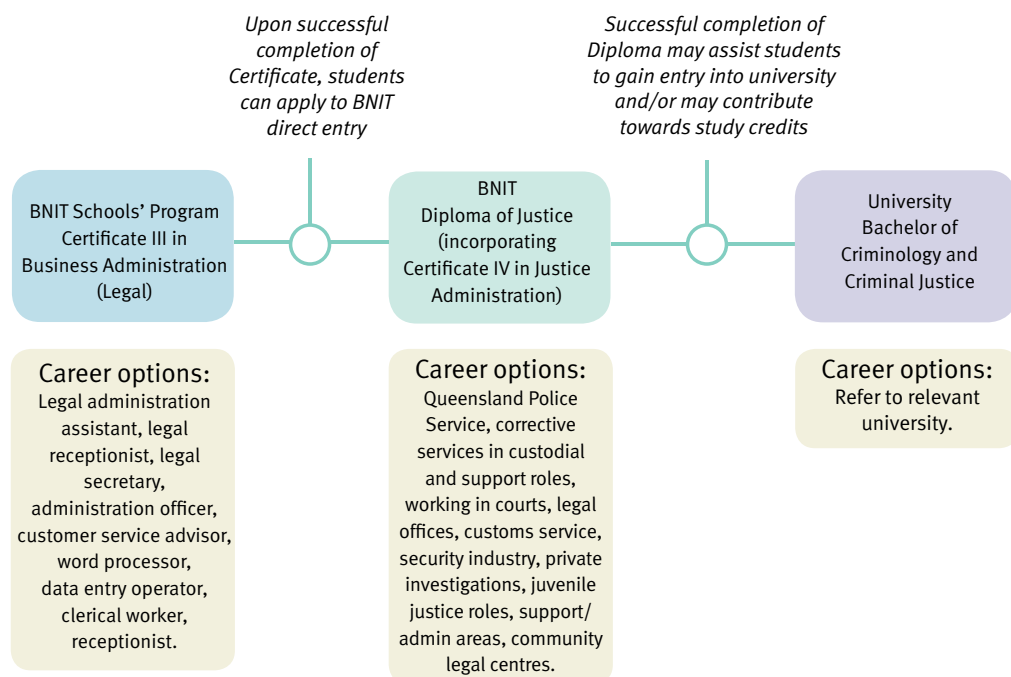 Upon successful
completion of
Certificate, students
can apply to BNIT
direct entry
Successful completion of
Diploma may assist students
to gain entry into university
and/or may contribute
towards study credits
BNIT Schools’ Program
Certificate III in
Business Administration
(Legal)
BNIT
Diploma of Justice
(incorporating
Certificate IV in Justice
Administration)
University
Bachelor of
Criminology and
Criminal Justice
Career options:
Legal administration
assistant, legal
receptionist, legal
secretary,
administration officer,
customer service advisor,
word processor,
data entry operator,
clerical worker,
receptionist.
Career options:
Queensland Police
Service, corrective
services in custodial
and support roles,
working in courts, legal
offices, customs service,
security industry, private
investigations, juvenile
justice roles, support/
admin areas, community
legal centres.
Career options:
Refer to relevant
university.